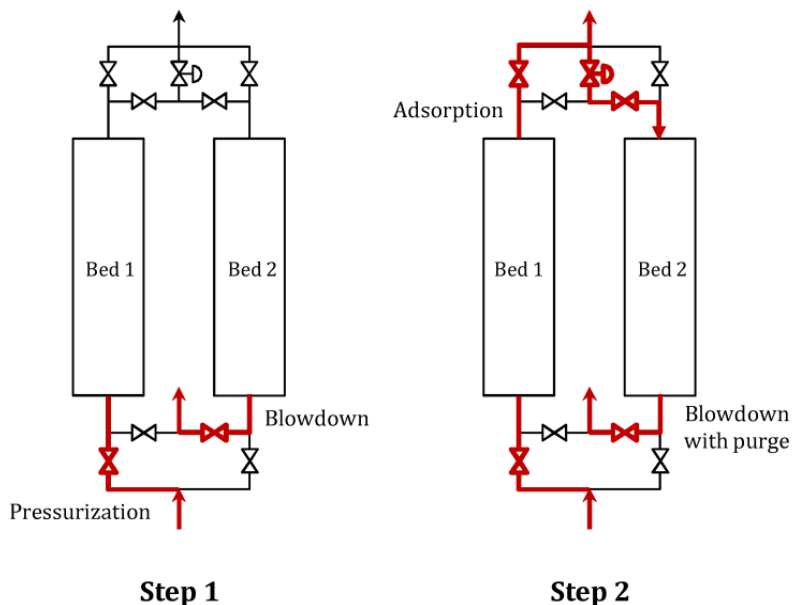 Adsorption
Bed 1
Bed 2
Bed 1
Bed 2
Blowdown
Blowdown
with purge
Pressurization
Step 1
Step 2